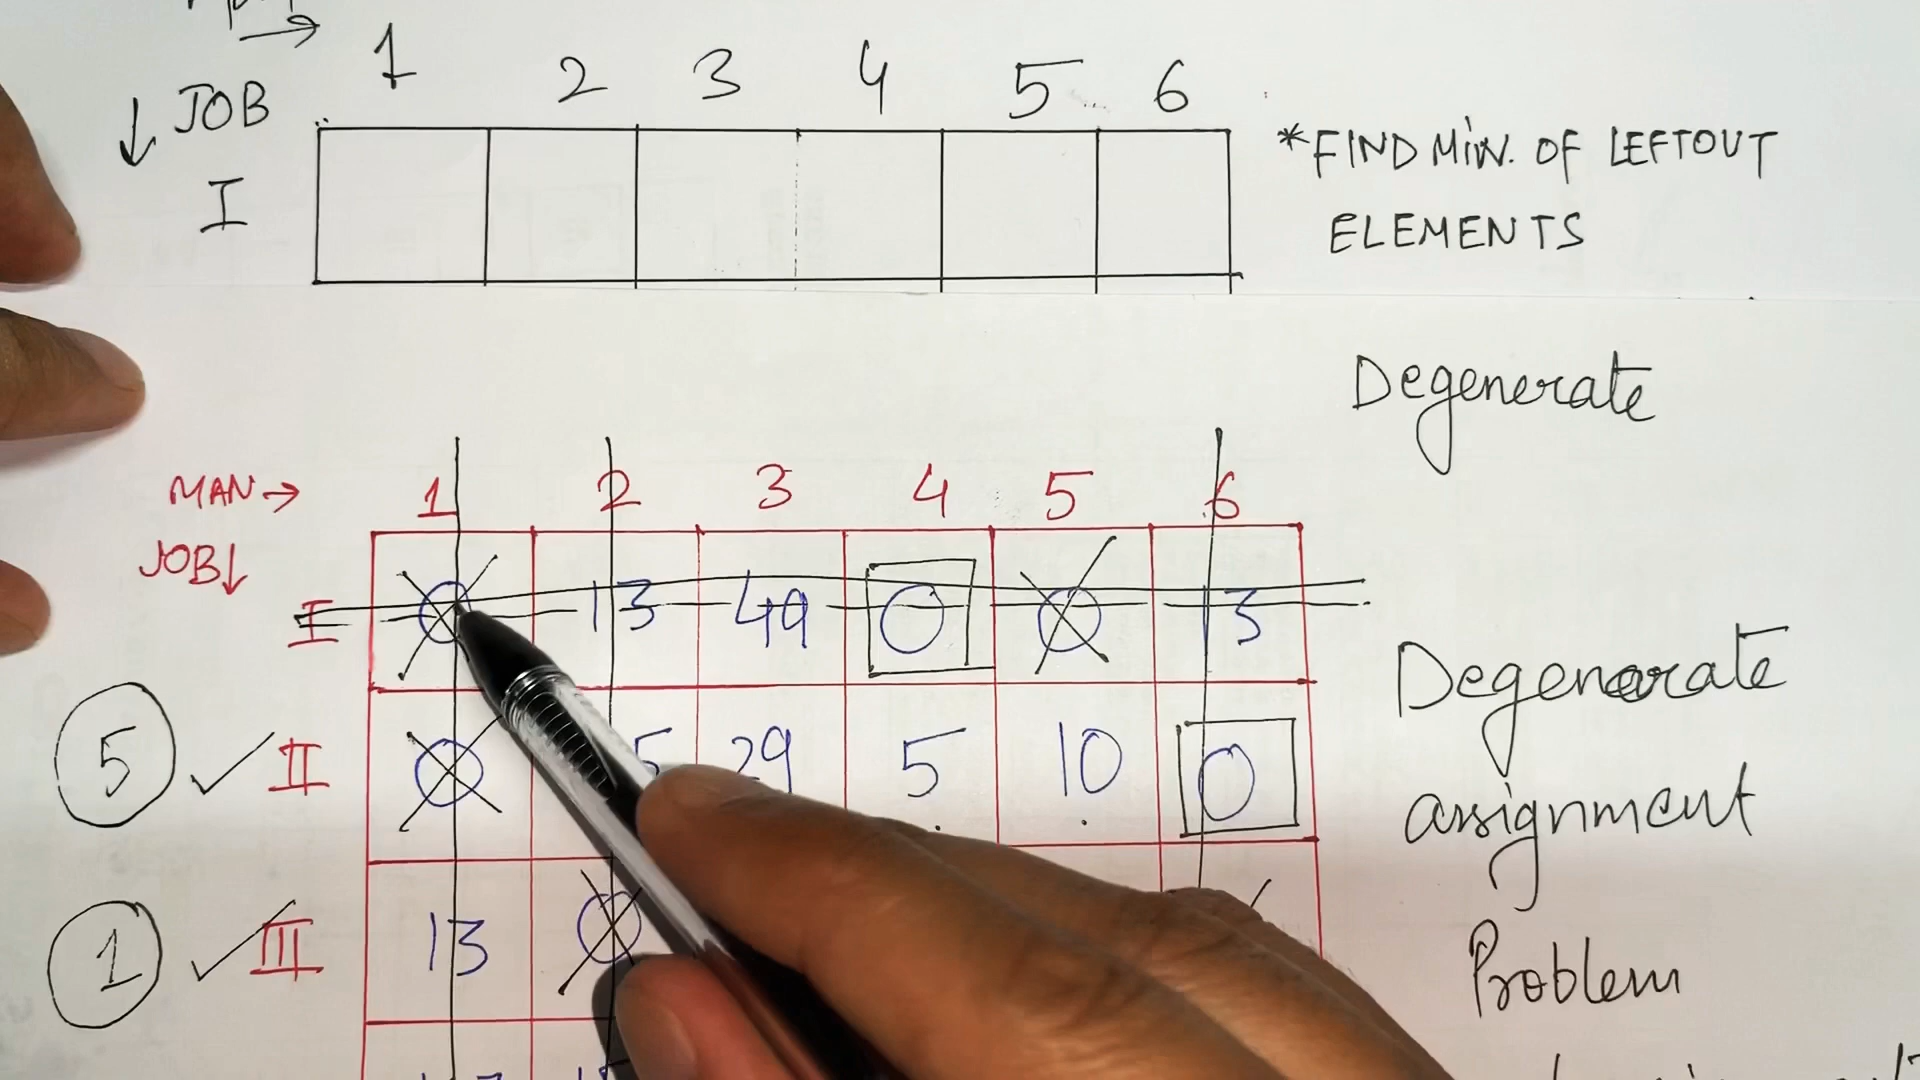 1 2 3 4 5 6
↓ JOB
I
*FIND MIN. OF LEFTOUT
ELEMENTS
Degenerate
MAN → 1 2 3 4 5 6
JOB ↓
I 0 13 49 0 0 13
5 ✓ II 0 5 29 5 10 0
1 ✓ III 13 0
Degenerate
assignment
Problem